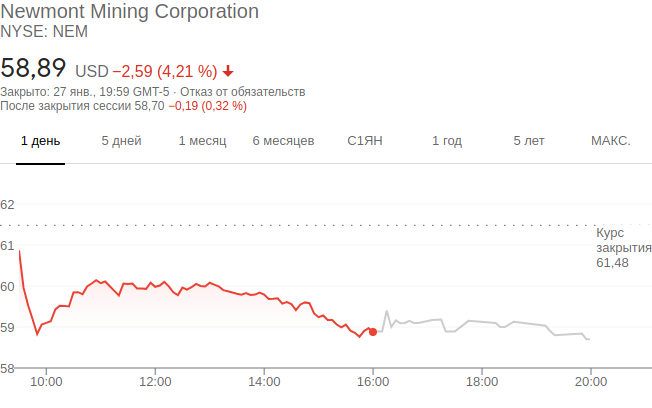 Newmont Mining Corporation
NYSE: NEM
58,89 USD −2,59 (4,21 %)
Закрыто: 27 янв., 19:59 GMT-5 · Отказ от обязательств
После закрытия сессии 58,70 −0,19 (0,32 %)
1 день 5 дней 1 месяц 6 месяцев С1ЯН 1 год 5 лет МАКС.
62
Курс
закрытия
61,48
61
60
59
58
10:00 12:00 14:00 16:00 18:00 20:00